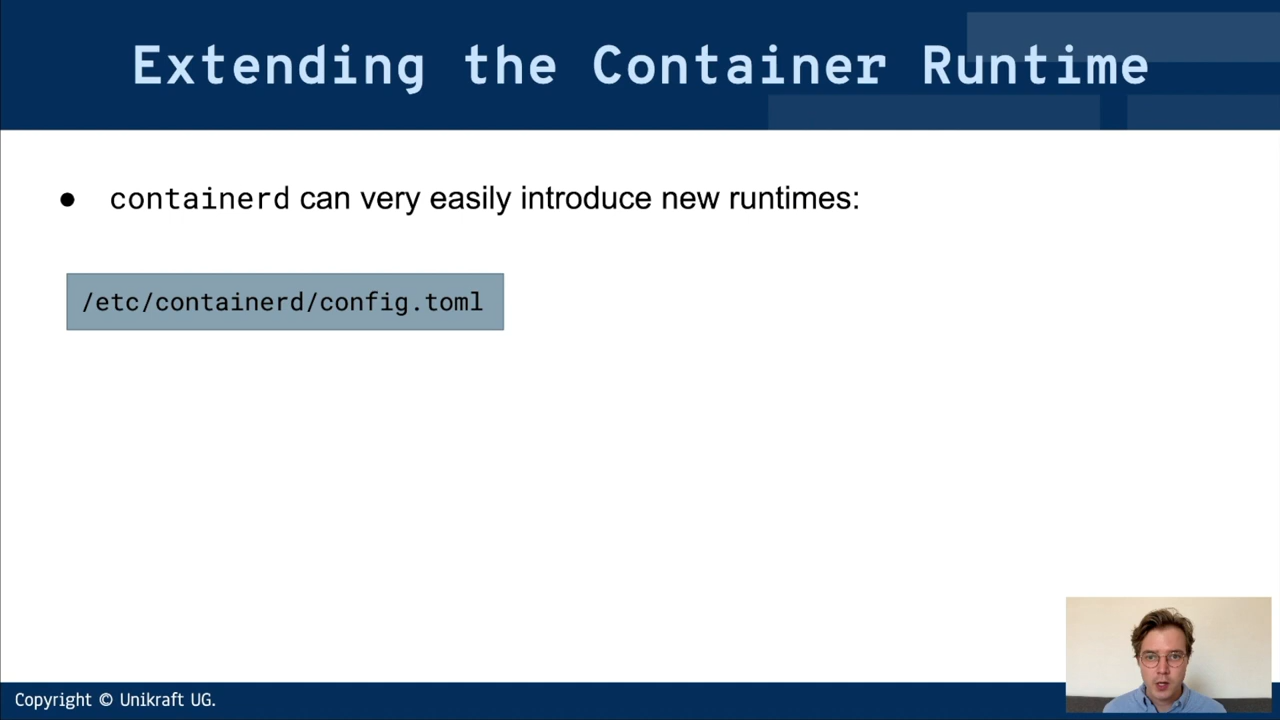 Extending the Container Runtime
● containerd can very easily introduce new runtimes:
/etc/containerd/config.toml
Copyright © Unikraft UG.